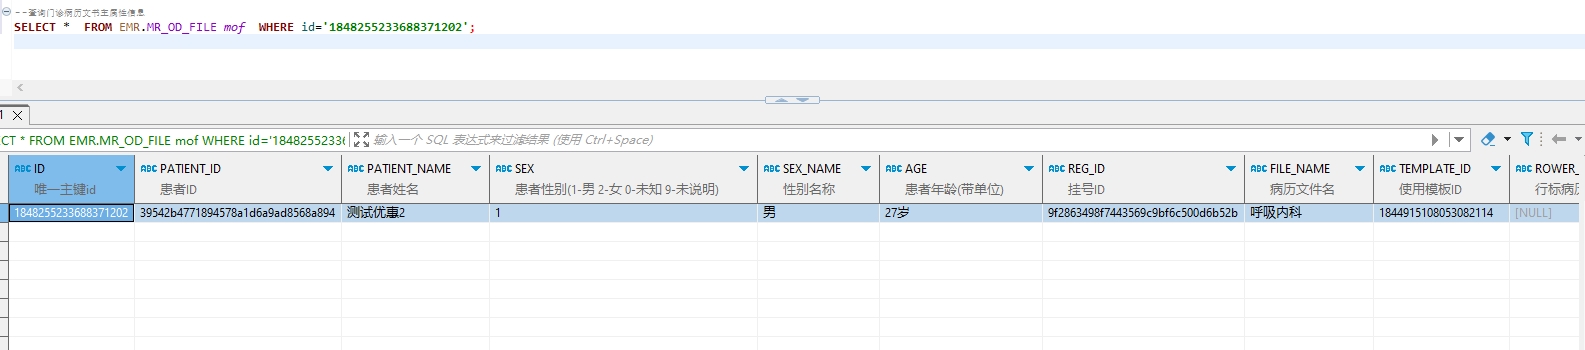 --查询门诊病历文书主属性信息
SELECT *  FROM EMR.MR_OD_FILE mof  WHERE id='1848255233688371202';
1
CT * FROM EMR.MR_OD_FILE mof WHERE id='182552336 输入一个 SQL 表达式来过滤结果 (使用 Ctrl+Space)
ABC ID ABC PATIENT_ID ABC PATIENT_NAME ABC SEX ABC SEX_NAME ABC AGE ABC REG_ID ABC FILE_NAME ABC TEMPLATE_ID ABC ROWER_
唯一主键id 患者ID 患者姓名 患者性别(1-男 2-女 0-未知 9-未说明) 性别名称 患者年龄(带单位) 挂号ID 病历文件名 使用模板ID 行标病历
1848255233688371202 39542b4771894578a1d6a9ad8568a894 测试优惠2 1 男 27岁 9f2863498f7443569c9bf6c500d6b52b 呼吸内科 1844915108053082114 [NULL]